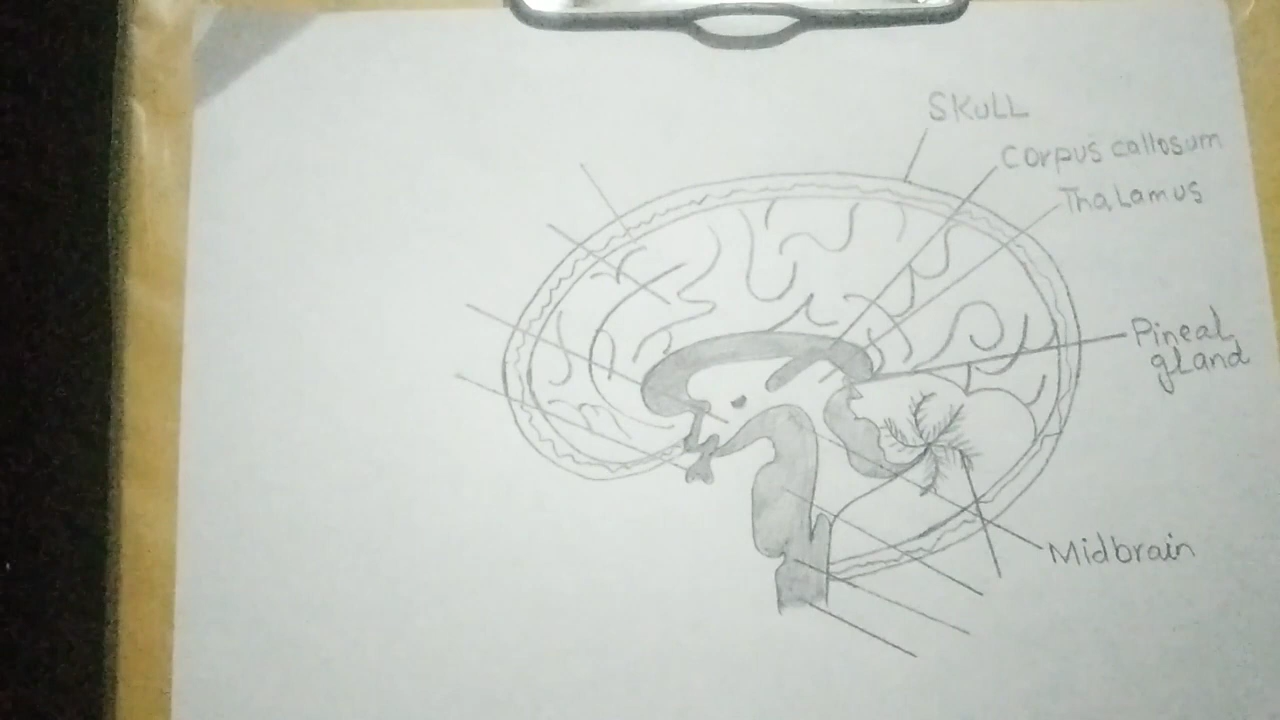 SKULL
Corpus callosum
Thalamus
Pineal
gland
Midbrain